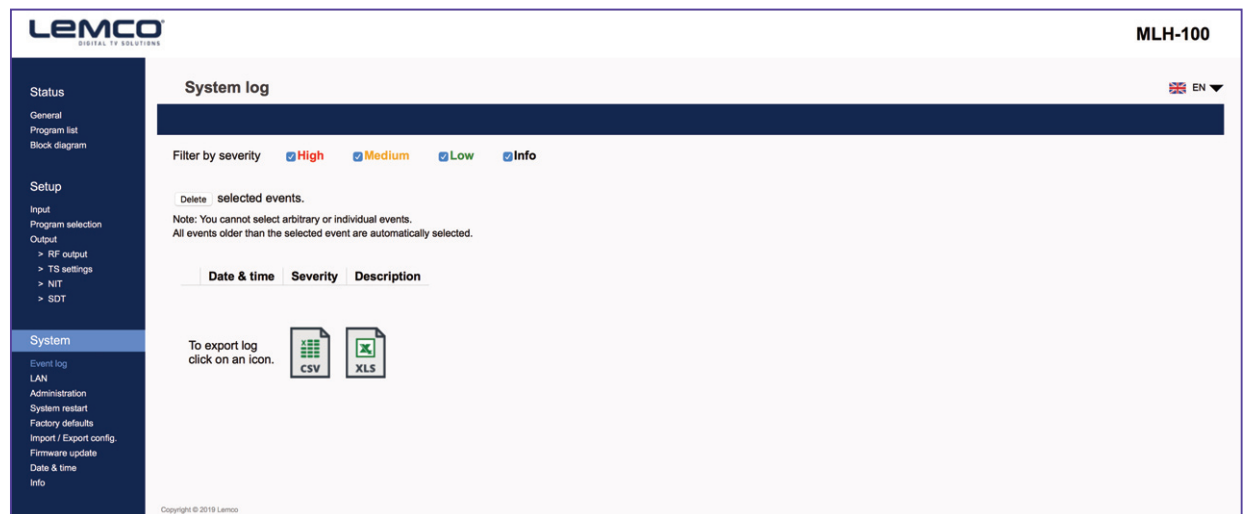 Lemco
DIGITAL TV SOLUTIONS
MLH-100
Status
General
Program list
Block diagram
Setup
Input
Program selection
Output
> RF output
> TS settings
> NIT
> SDT
System
Event log
LAN
Administration
System restart
Factory defaults
Import / Export config.
Firmware update
Date & time
Info
System log
EN
Filter by severity High Medium Low Info
Delete selected events.
Note: You cannot select arbitrary or individual events.
All events older than the selected event are automatically selected.
Date & time Severity Description
To export log
click on an icon.
CSV XLS
Copyright © 2019 Lemco